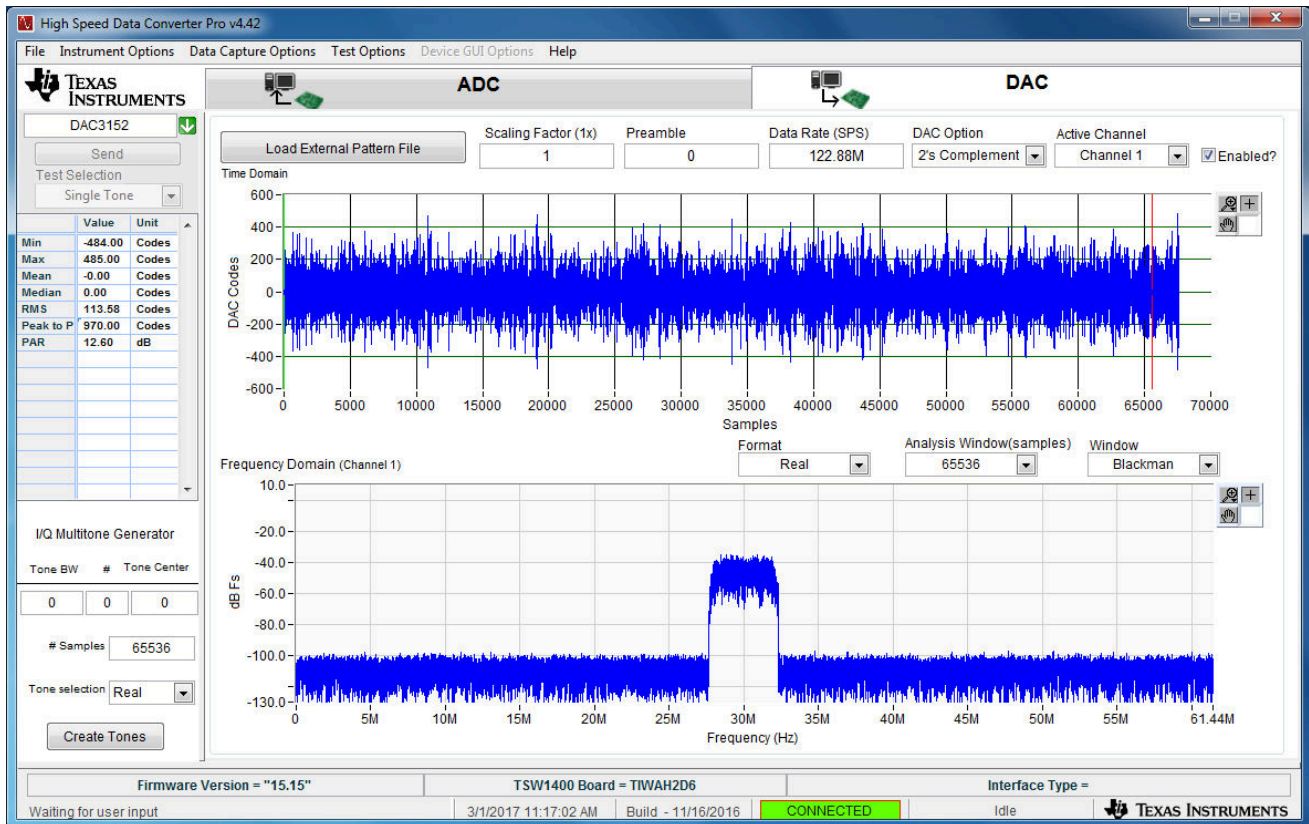 High Speed Data Converter Pro v4.42
File Instrument Options Data Capture Options Test Options Device GUI Options Help
TEXAS INSTRUMENTS
ADC
DAC
DAC3152
Send
Test Selection
Single Tone
Value Unit
Min -484.00 Codes
Max 485.00 Codes
Mean -0.00 Codes
Median 0.00 Codes
RMS 113.58 Codes
Peak to P 970.00 Codes
PAR 12.60 dB
I/Q Multitone Generator
Tone BW # Tone Center
0 0 0
# Samples 65536
Tone selection Real
Create Tones
Load External Pattern File
Scaling Factor (1x) Preamble Data Rate (SPS) DAC Option Active Channel
1 0 122.88M 2's Complement Channel 1 Enabled?
Time Domain
600
400
200
0
-200
-400
-600
DAC Codes
0 5000 10000 15000 20000 25000 30000 35000 40000 45000 50000 55000 60000 65000 70000
Samples
Format Analysis Window(samples) Window
Real 65536 Blackman
Frequency Domain (Channel 1)
10.0
-20.0
-40.0
-60.0
-80.0
-100.0
-130.0
dB Fs
0 5M 10M 15M 20M 25M 30M 35M 40M 45M 50M 55M 61.44M
Frequency (Hz)
Firmware Version = "15.15" TSW1400 Board = TIWAH2D6 Interface Type =
Waiting for user input 3/1/2017 11:17:02 AM Build - 11/16/2016 CONNECTED Idle TEXAS INSTRUMENTS